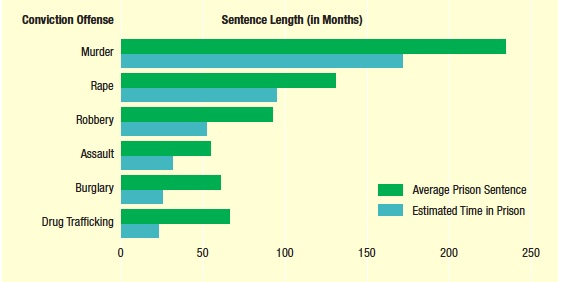 Conviction Offense Sentence Length (in Months)
Murder
Rape
Robbery
Assault
Burglary
Drug Trafficking
Average Prison Sentence
Estimated Time in Prison
0 50 100 150 200 250